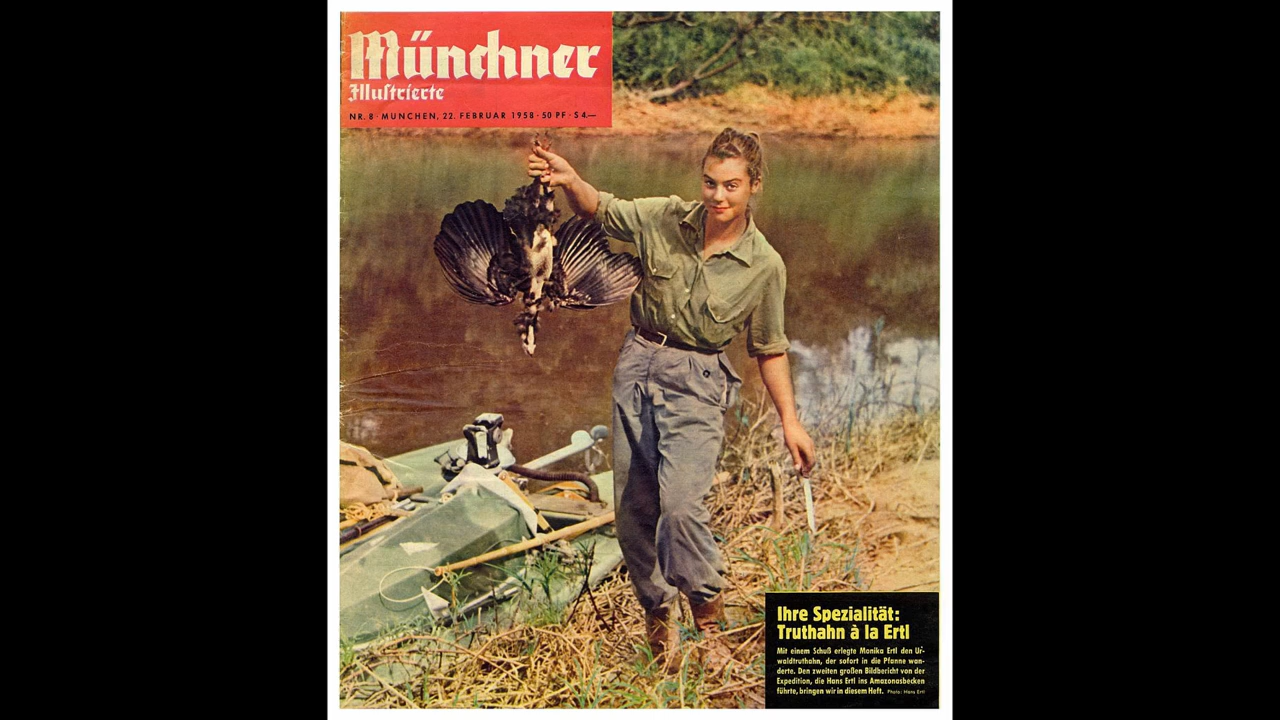 Münchner
Illustrierte
NR. 8 · MUNCHEN, 22. FEBRUAR 1958 · 50 PF · S 4.—
Ihre Spezialität:
Truthahn à la Ertl
Mit einem Schuß erlegte Monika Ertl den Ur-
waldtruthahn, der sofort in die Pfanne wan-
derte. Den zweiten großen Bildbericht von der
Expedition, die Hans Ertl ins Amazonasbecken
führte, bringen wir in diesem Heft. Photo: Hans Ertl